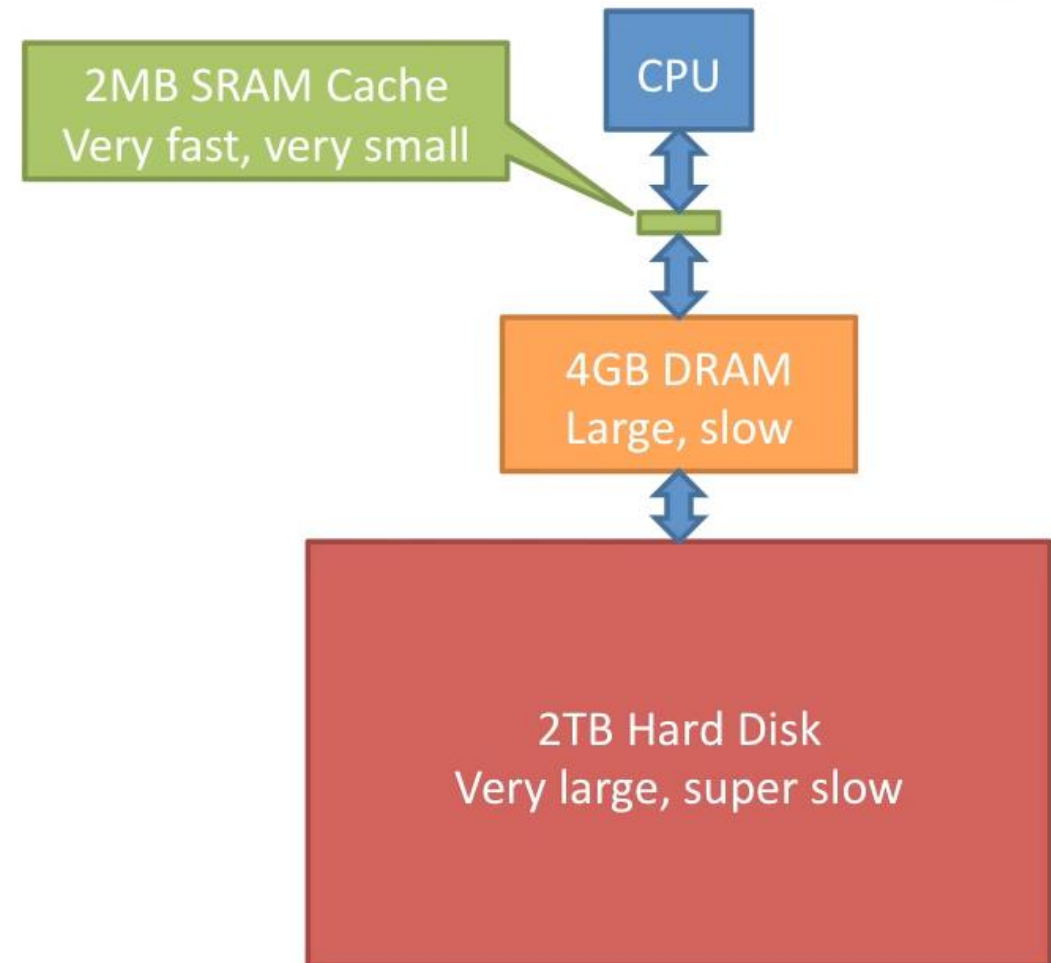 2MB SRAM Cache
Very fast, very small
CPU
4GB DRAM
Large, slow
2TB Hard Disk
Very large, super slow